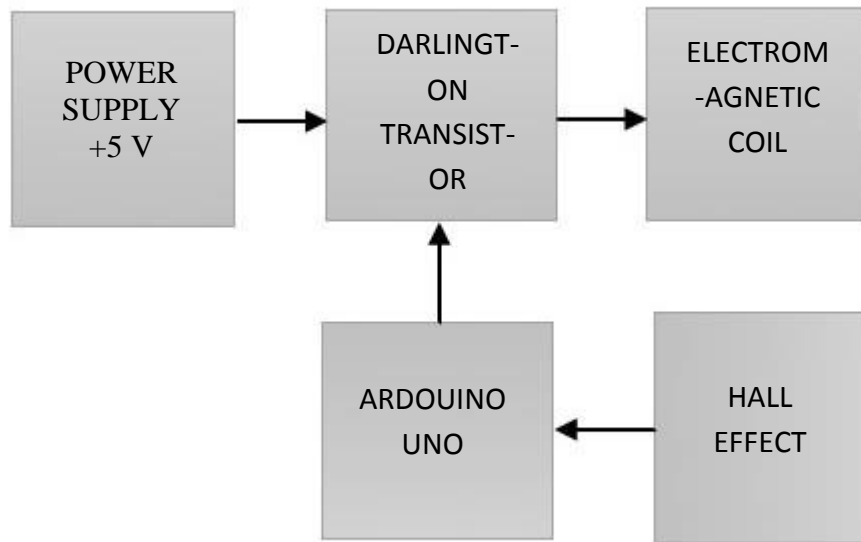 POWER
SUPPLY
+5 V
DARLINGT-
ON
TRANSIST-
OR
ELECTROM
-AGNETIC
COIL
ARDOUINO
UNO
HALL
EFFECT